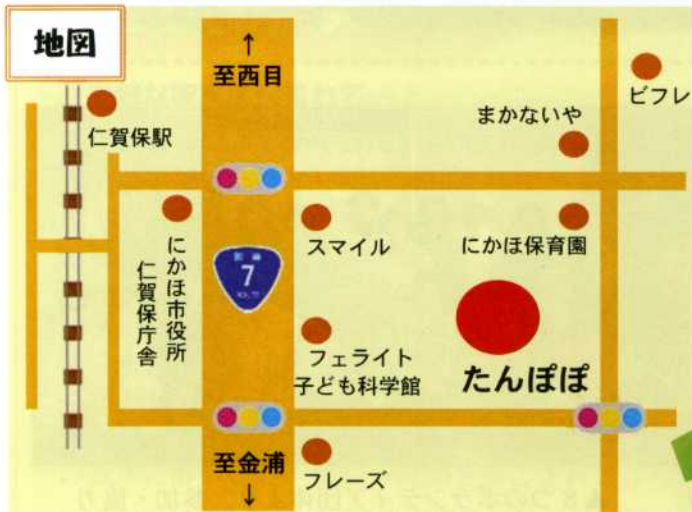 地図
↑
至西目
ビフレ
まかないや
仁賀保駅
にかほ市役所
仁賀保庁舎
7
スマイル
にかほ保育園
フェライト
子ども科学館
たんぽぽ
至金浦
↓
フレーズ